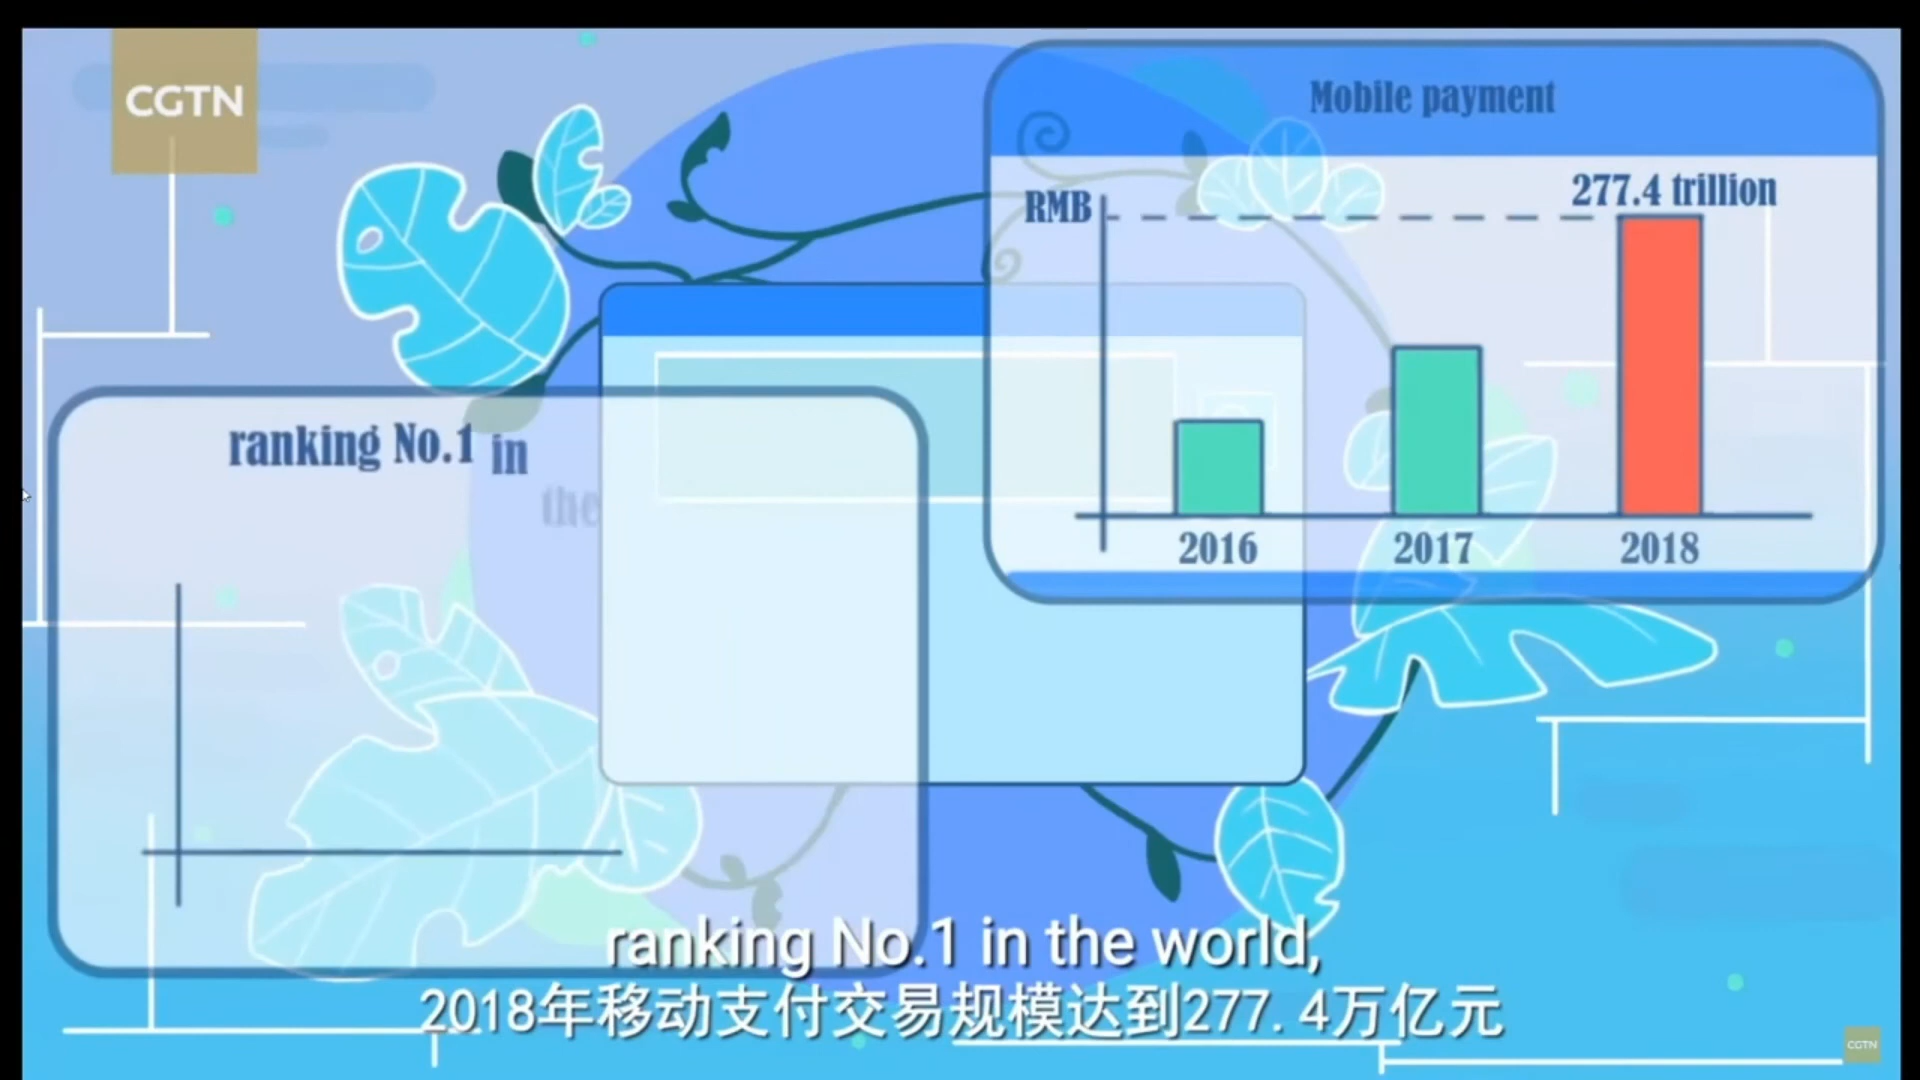 CGTN
Mobile payment
RMB
277.4 trillion
2016 2017 2018
ranking No.1 in
the
ranking No.1 in the world,
2018年移动支付交易规模达到277.4万亿元
CGTN